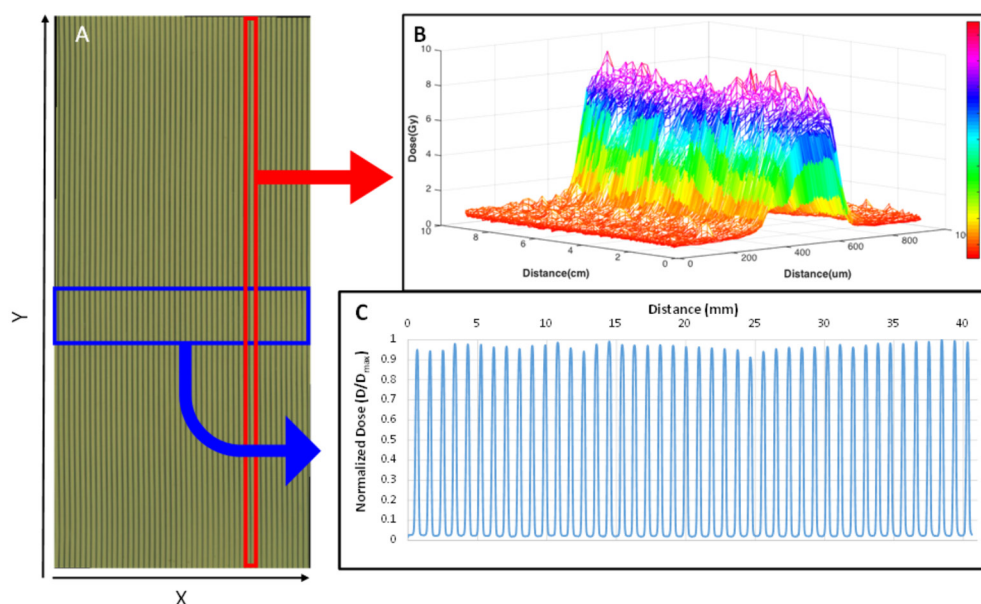 A
Y
X
B
10
8
6
4
2
0
Dose(Gy)
10
8
6
4
2
0
Distance(cm)
0
200
400
600
800
10
Distance(um)
C
Distance (mm)
0 5 10 15 20 25 30 35 40
Normalized Dose (D/Dmax)
1
0.9
0.8
0.7
0.6
0.5
0.4
0.3
0.2
0.1
0